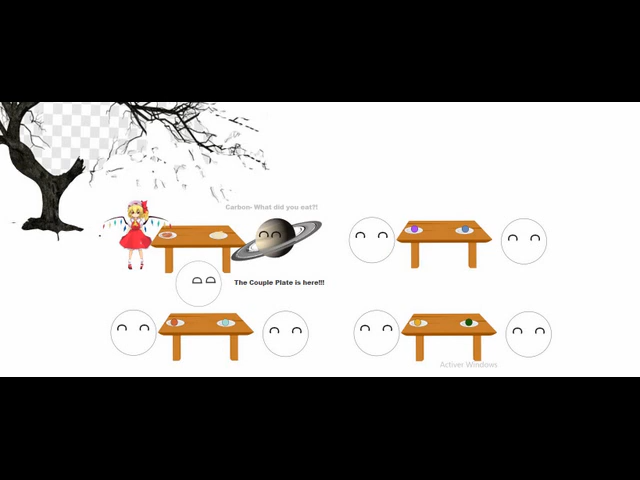 Carbon- What did you eat?!
The Couple Plate is here!!!
Activer Windows